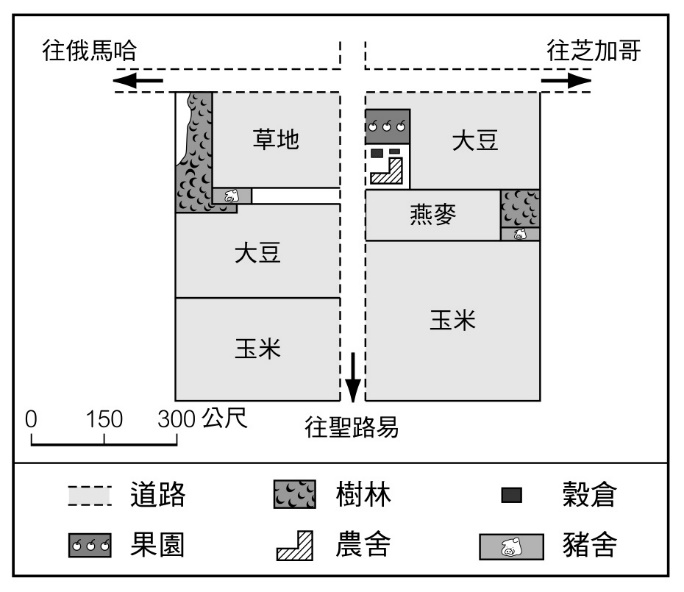 往俄馬哈
往芝加哥
草地
大豆
燕麥
大豆
玉米
玉米
0 150 300 公尺
往聖路易
道路
樹林
穀倉
果園
農舍
豬舍